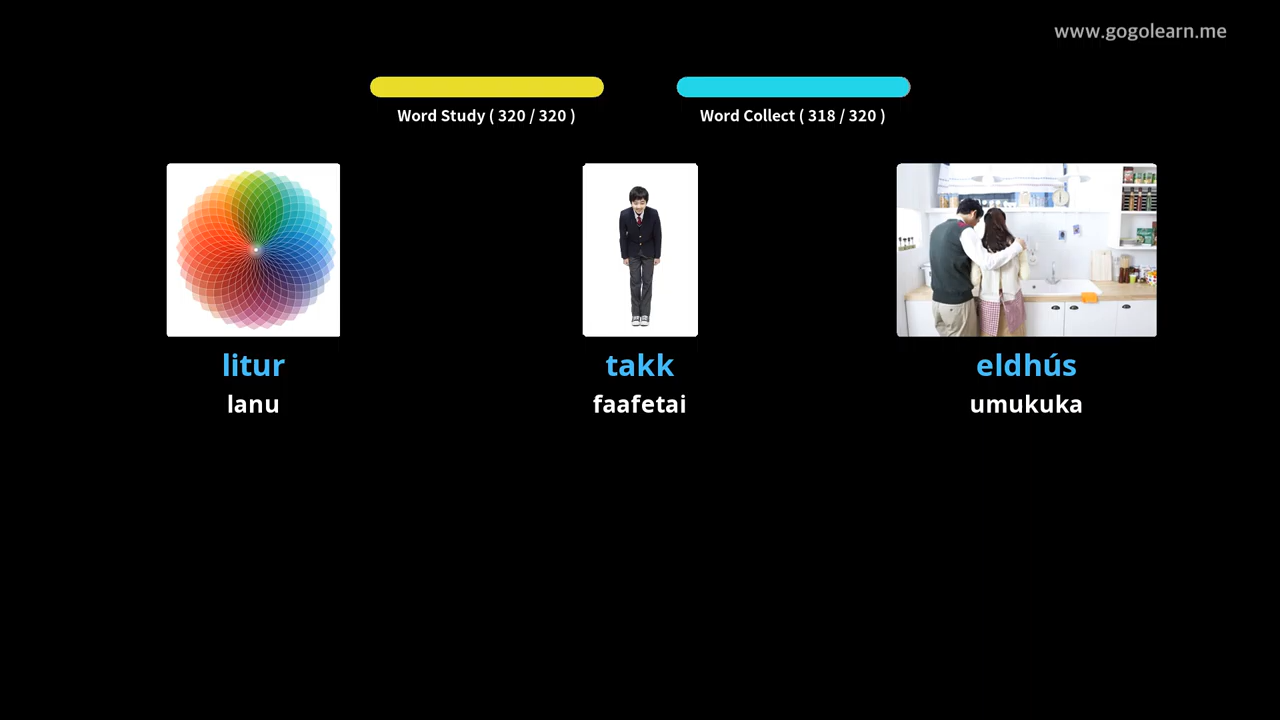 www.gogolearn.me
Word Study ( 320 / 320 )
Word Collect ( 318 / 320 )
litur
lanu
takk
faafetai
eldhús
umukuka